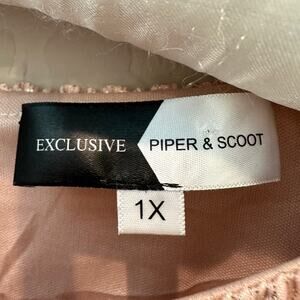 EXCLUSIVE PIPER & SCOOT
1X